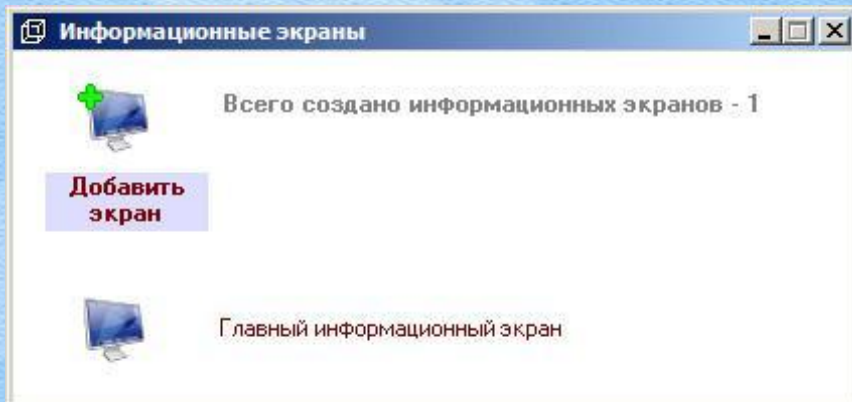 Информационные экраны
Всего создано информационных экранов - 1
Добавить
экран
Главный информационный экран